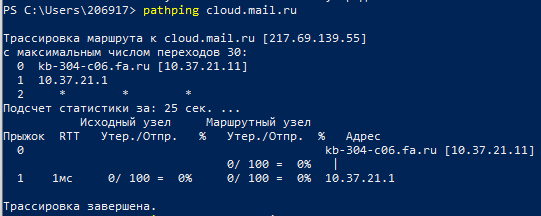 PS C:\Users\206917> pathping cloud.mail.ru
Трассировка маршрута к cloud.mail.ru [217.69.139.55]
с максимальным числом переходов 30:
  0  kb-304-c06.fa.ru [10.37.21.11]
  1  10.37.21.1
  2     *        *        *
Подсчет статистики за: 25 сек. ...
            Исходный узел      Маршрутный узел
Прыжок  RTT    Утер./Отпр.   %    Утер./Отпр.   %   Адрес
  0                                           kb-304-c06.fa.ru [10.37.21.11]
                                0/ 100 =  0%   |
  1    1мс     0/ 100 =  0%     0/ 100 =  0%  10.37.21.1
Трассировка завершена.